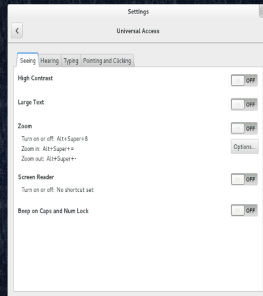 Settings
Universal Access
Seeing Hearing Typing Pointing and Clicking
High Contrast OFF
Large Text OFF
Zoom OFF
Turn on or off: Alt+Super+8
Zoom in: Alt+Super+= Options...
Zoom out: Alt+Super+-
Screen Reader OFF
Turn on or off: No shortcut set
Beep on Caps and Num Lock OFF